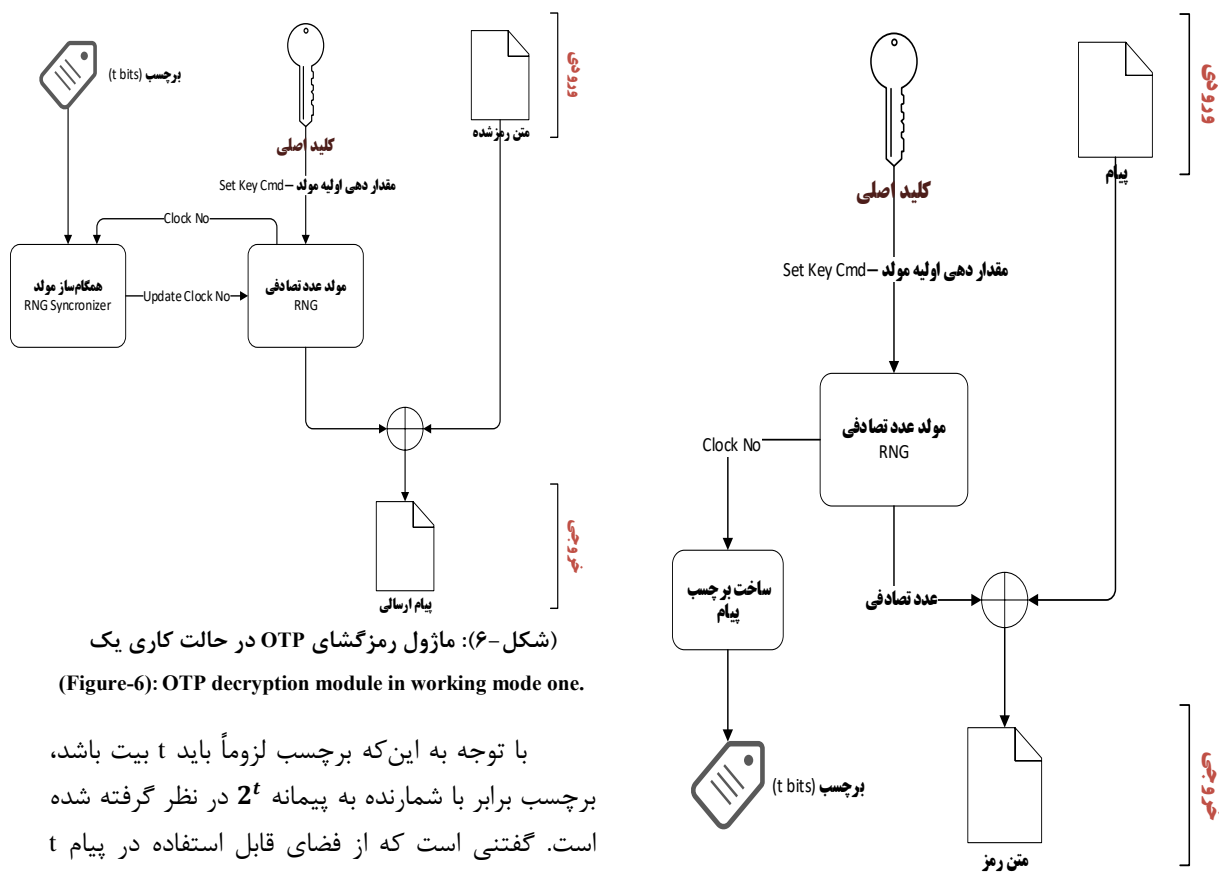 ورودی
پیام
کلید اصلی
مقدار دهی اولیه مولد – Set Key Cmd
مولد عدد تصادفی
RNG
Clock No
ساخت برچسب
پیام
عدد تصادفی
برچسب (t bits)
متن رمز
خروجی
ورودی
برچسب (t bits)
متن رمزشده
کلید اصلی
مقدار دهی اولیه مولد – Set Key Cmd
Clock No
مولد عدد تصادفی
RNG
همگام‌ساز مولد
RNG Syncronizer
Update Clock No
خروجی
پیام ارسالی
(شکل-۶): ماژول رمزگشای OTP در حالت کاری یک
(Figure-6): OTP decryption module in working mode one.
با توجه به این‌که برچسب لزوماً باید t بیت باشد،
برچسب برابر با شمارنده به پیمانه 2^t در نظر گرفته شده
است. گفتنی است که از فضای قابل استفاده در پیام t